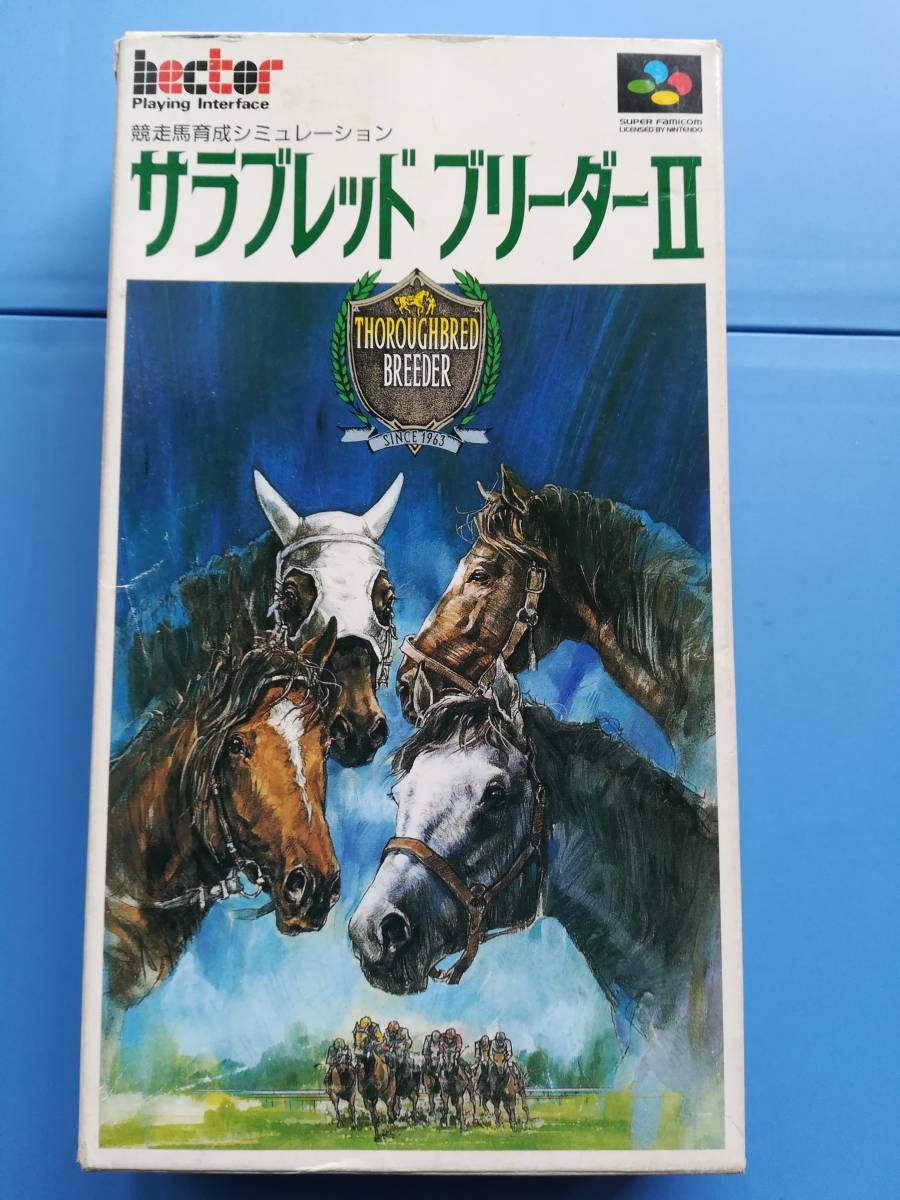 hector
Playing Interface
SUPER FAMICOM
LICENSED BY NINTENDO
競走馬育成シミュレーション
サラブレッド ブリーダーII
THOROUGHBRED
BREEDER
SINCE 1963